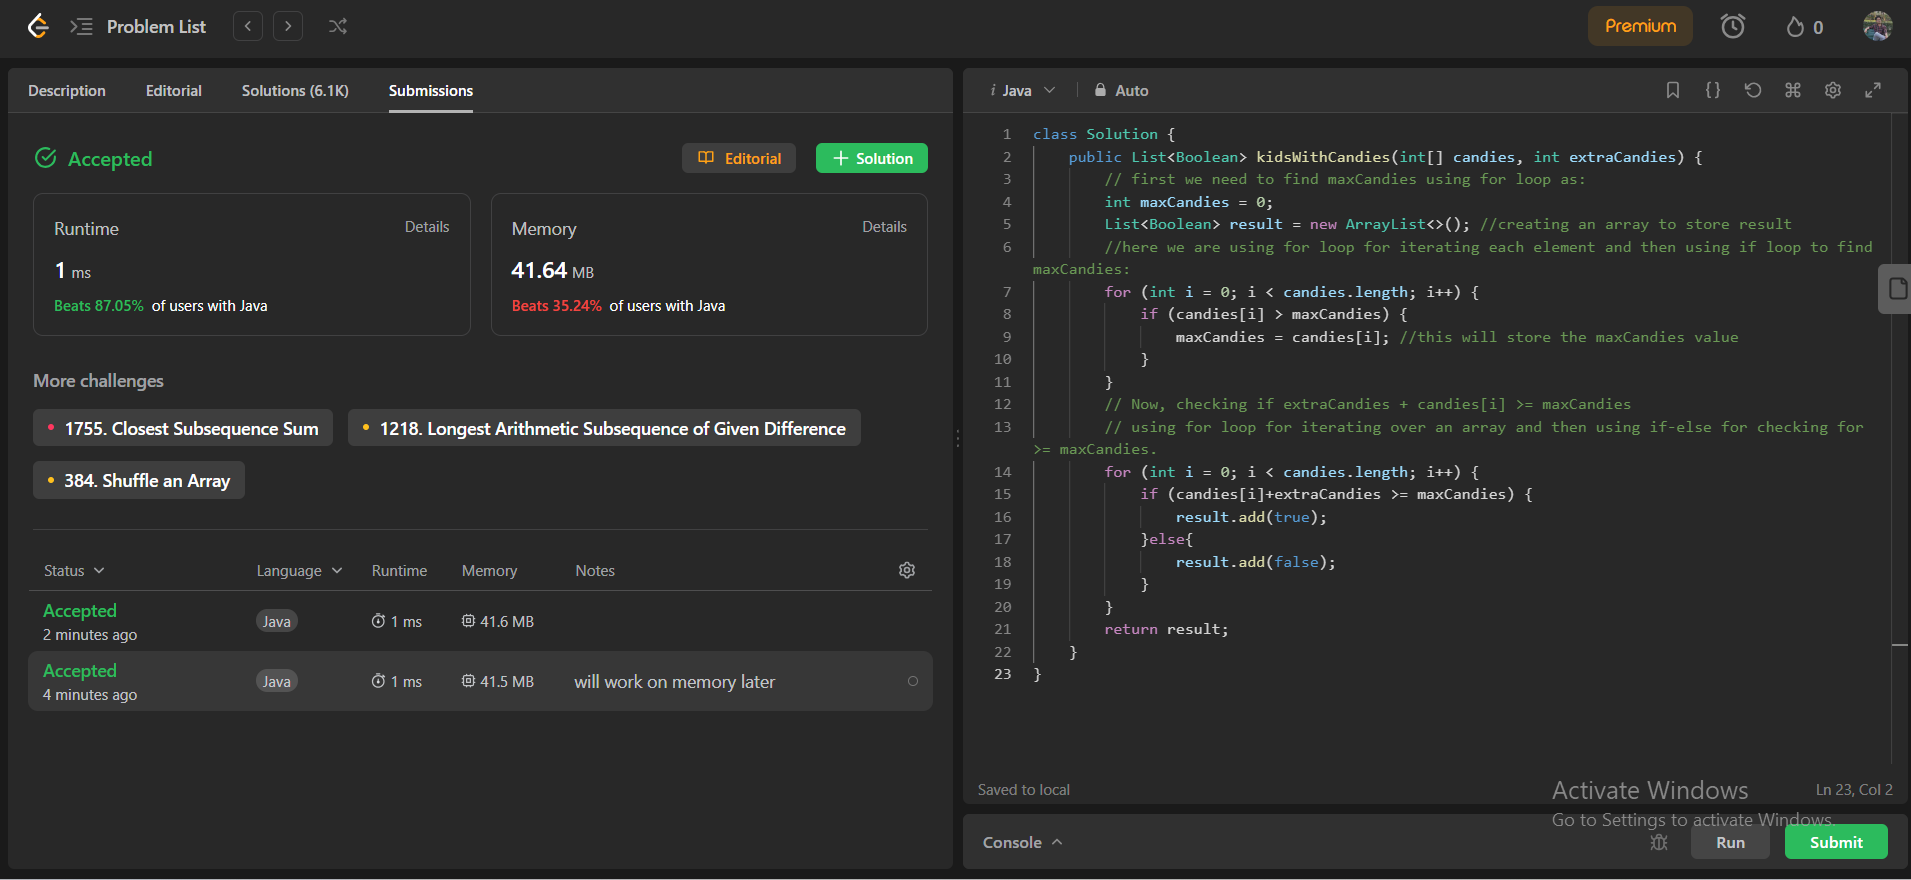 Problem List
Premium
0
Description Editorial Solutions (6.1K) Submissions
Accepted
Editorial
Solution
Runtime Details
1 ms
Beats 87.05% of users with Java
Memory Details
41.64 MB
Beats 35.24% of users with Java
More challenges
1755. Closest Subsequence Sum
1218. Longest Arithmetic Subsequence of Given Difference
384. Shuffle an Array
Status Language Runtime Memory Notes
Accepted
2 minutes ago
Java 1 ms 41.6 MB
Accepted
4 minutes ago
Java 1 ms 41.5 MB will work on memory later
i Java Auto
1 class Solution {
2 public List<Boolean> kidsWithCandies(int[] candies, int extraCandies) {
3 // first we need to find maxCandies using for loop as:
4 int maxCandies = 0;
5 List<Boolean> result = new ArrayList<>(); //creating an array to store result
6 //here we are using for loop for iterating each element and then using if loop to find
maxCandies:
7 for (int i = 0; i < candies.length; i++) {
8 if (candies[i] > maxCandies) {
9 maxCandies = candies[i]; //this will store the maxCandies value
10 }
11 }
12 // Now, checking if extraCandies + candies[i] >= maxCandies
13 // using for loop for iterating over an array and then using if-else for checking for
>= maxCandies.
14 for (int i = 0; i < candies.length; i++) {
15 if (candies[i]+extraCandies >= maxCandies) {
16 result.add(true);
17 }else{
18 result.add(false);
19 }
20 }
21 return result;
22 }
23 }
Saved to local
Ln 23, Col 2
Activate Windows
Go to Settings to activate Windows.
Console
Run
Submit